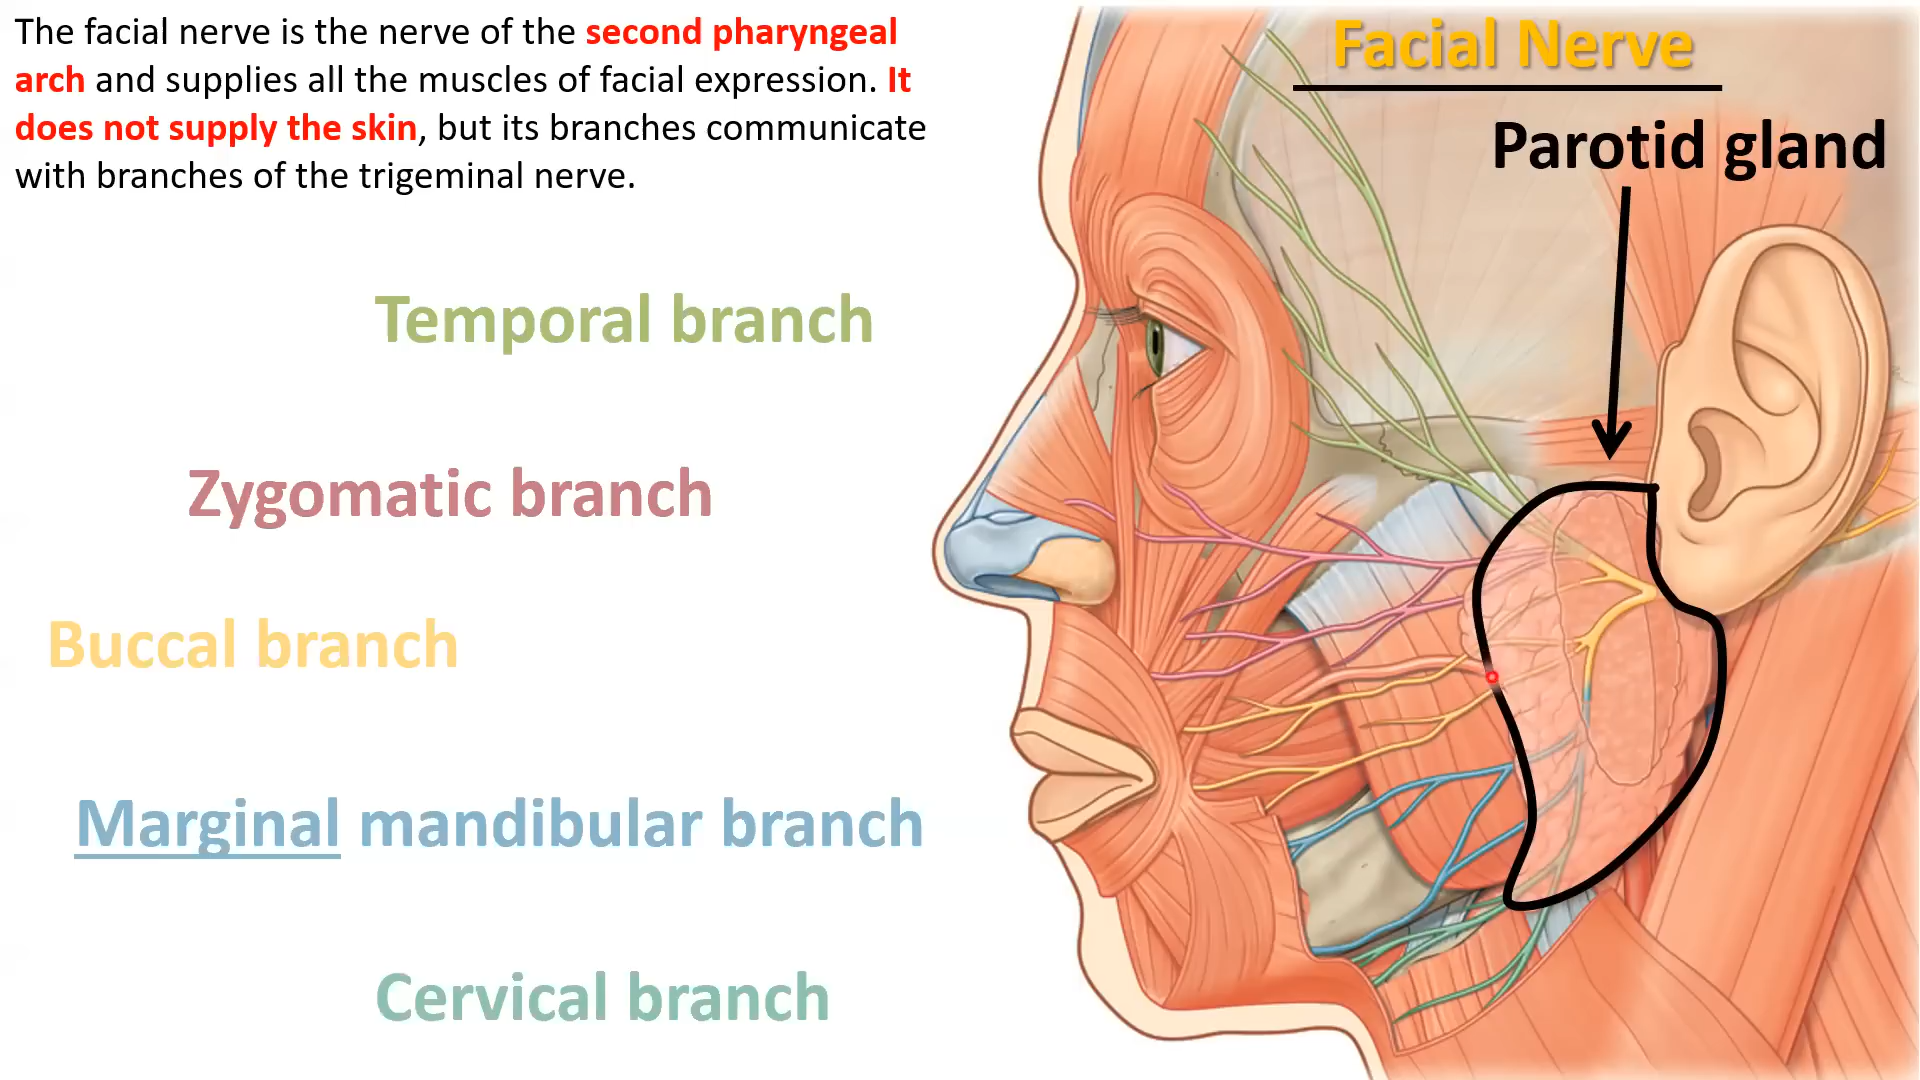 The facial nerve is the nerve of the second pharyngeal
arch and supplies all the muscles of facial expression. It
does not supply the skin, but its branches communicate
with branches of the trigeminal nerve.
Facial Nerve
Parotid gland
Temporal branch
Zygomatic branch
Buccal branch
Marginal mandibular branch
Cervical branch